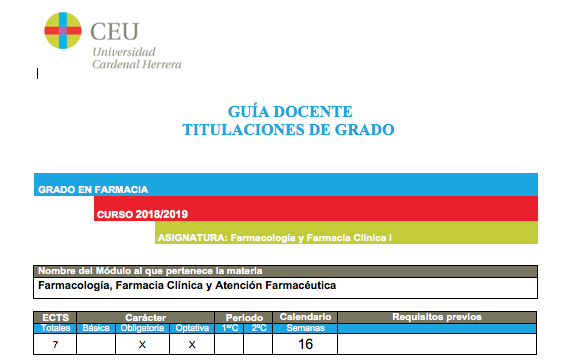 CEU
Universidad
Cardenal Herrera
GUÍA DOCENTE
TITULACIONES DE GRADO
GRADO EN FARMACIA
CURSO 2018/2019
ASIGNATURA: Farmacología y Farmacia Clínica I
Nombre del Módulo al que pertenece la materia
Farmacología, Farmacia Clínica y Atención Farmacéutica
ECTS Carácter Periodo Calendario Requisitos previos
Totales Básica Obligatoria Optativa 1ºC 2ºC Semanas
7 X X 16